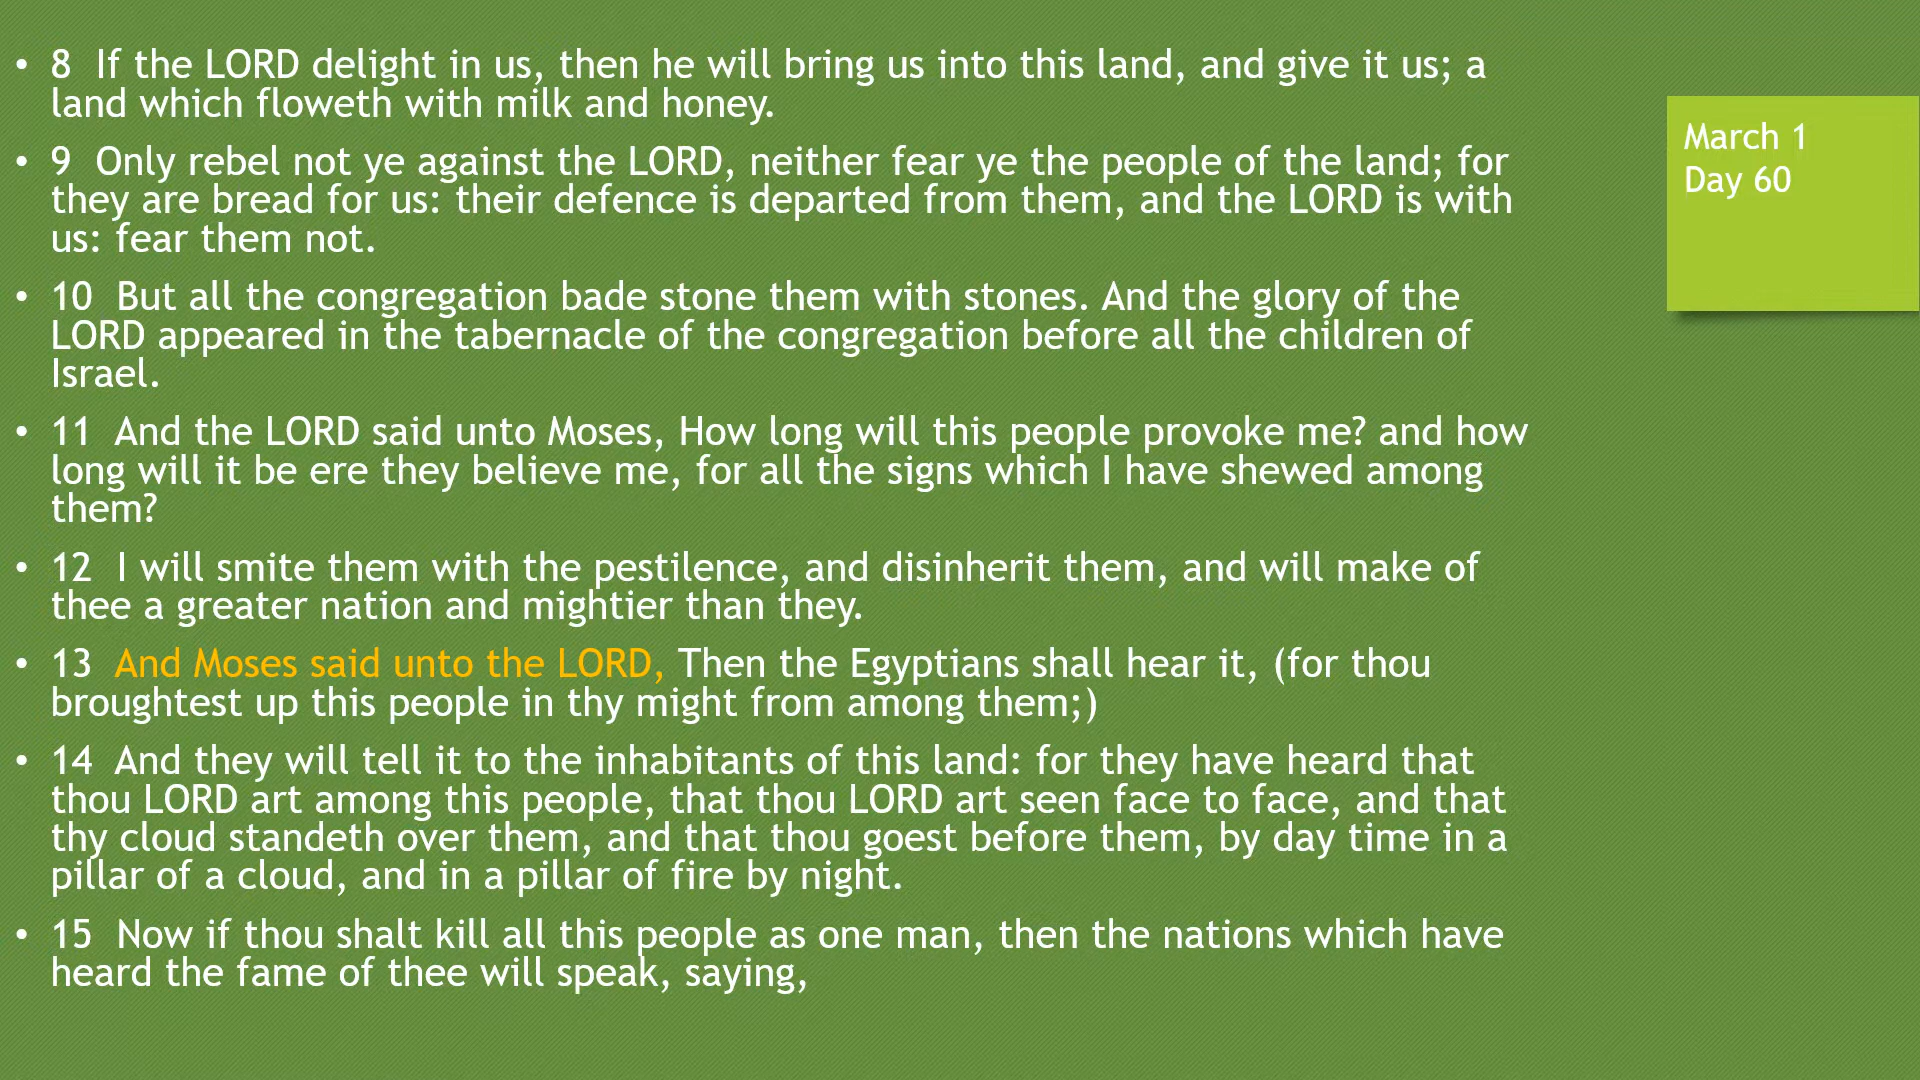 • 8  If the LORD delight in us, then he will bring us into this land, and give it us; a
land which floweth with milk and honey.
• 9  Only rebel not ye against the LORD, neither fear ye the people of the land; for
they are bread for us: their defence is departed from them, and the LORD is with
us: fear them not.
• 10  But all the congregation bade stone them with stones. And the glory of the
LORD appeared in the tabernacle of the congregation before all the children of
Israel.
• 11  And the LORD said unto Moses, How long will this people provoke me? and how
long will it be ere they believe me, for all the signs which I have shewed among
them?
• 12  I will smite them with the pestilence, and disinherit them, and will make of
thee a greater nation and mightier than they.
• 13  And Moses said unto the LORD, Then the Egyptians shall hear it, (for thou
broughtest up this people in thy might from among them;)
• 14  And they will tell it to the inhabitants of this land: for they have heard that
thou LORD art among this people, that thou LORD art seen face to face, and that
thy cloud standeth over them, and that thou goest before them, by day time in a
pillar of a cloud, and in a pillar of fire by night.
• 15  Now if thou shalt kill all this people as one man, then the nations which have
heard the fame of thee will speak, saying,
March 1
Day 60